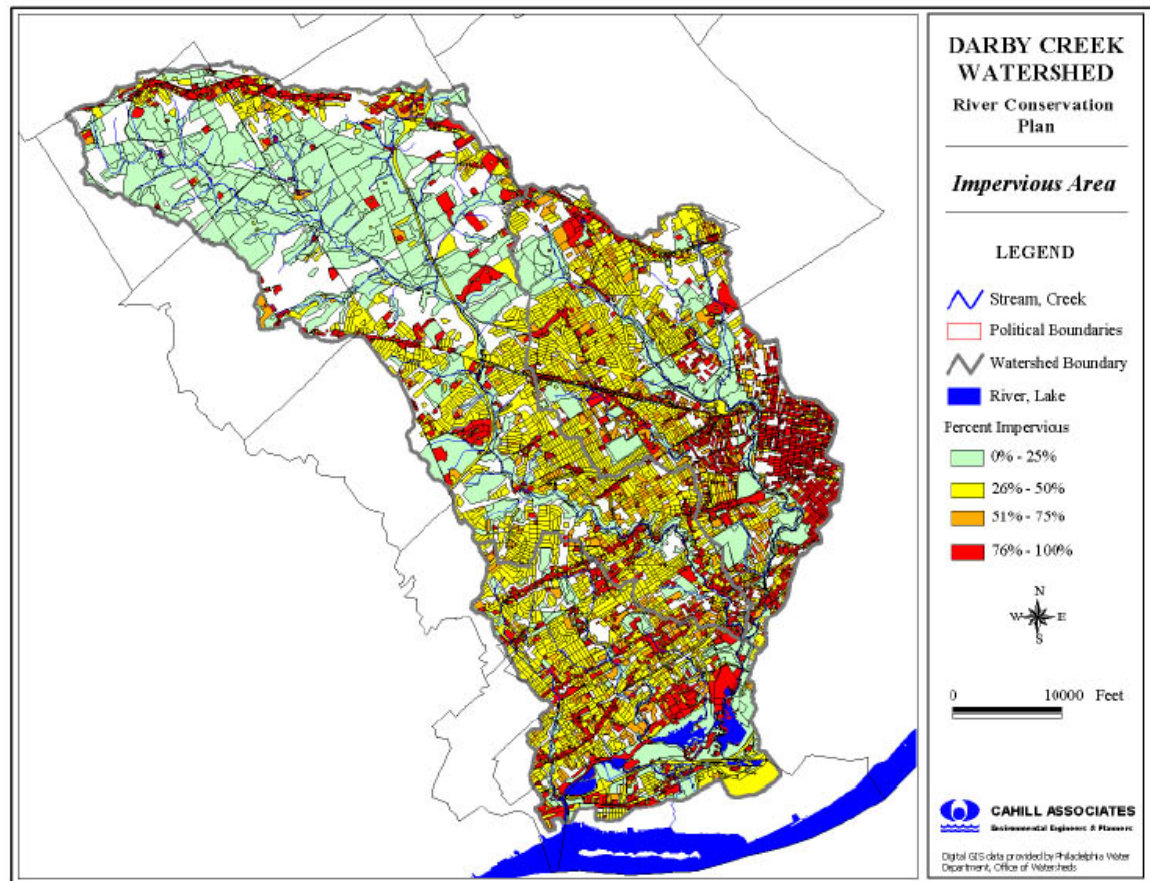 DARBY CREEK
WATERSHED
River Conservation
Plan
Impervious Area
LEGEND
Stream, Creek
Political Boundaries
Watershed Boundary
River, Lake
Percent Impervious
0% - 25%
26% - 50%
51% - 75%
76% - 100%
N
W E
S
0 10000 Feet
CAHILL ASSOCIATES
Environmental Engineers & Planners
Digital GIS data provided by Philadelphia Water
Department, Office of Watersheds